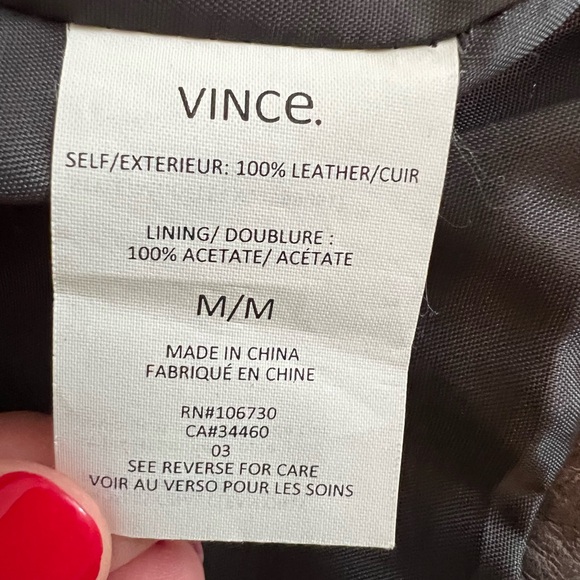 VINCe.
SELF/EXTERIEUR: 100% LEATHER/CUIR
LINING/ DOUBLURE :
100% ACETATE/ ACÉTATE
M/M
MADE IN CHINA
FABRIQUÉ EN CHINE
RN#106730
CA#34460
03
SEE REVERSE FOR CARE
VOIR AU VERSO POUR LES SOINS